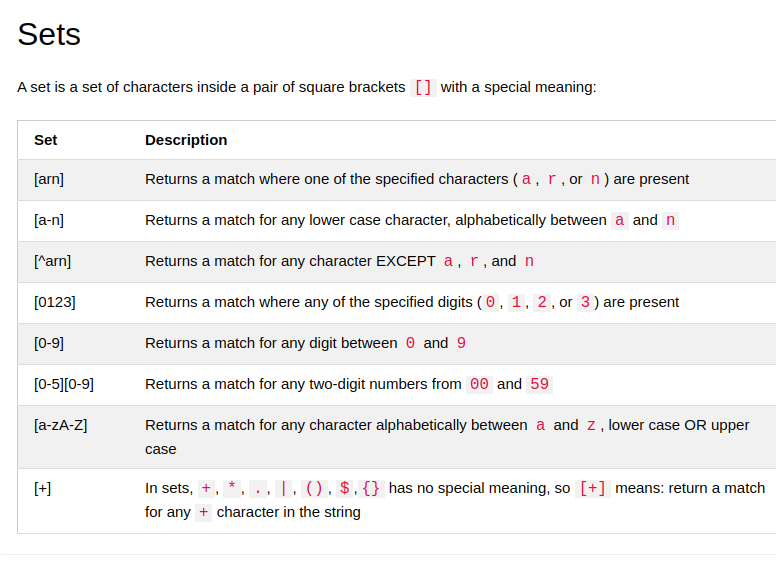 Sets
A set is a set of characters inside a pair of square brackets [] with a special meaning:
Set Description
[arn] Returns a match where one of the specified characters (a, r, or n) are present
[a-n] Returns a match for any lower case character, alphabetically between a and n
[^arn] Returns a match for any character EXCEPT a, r, and n
[0123] Returns a match where any of the specified digits (0, 1, 2, or 3) are present
[0-9] Returns a match for any digit between 0 and 9
[0-5][0-9] Returns a match for any two-digit numbers from 00 and 59
[a-zA-Z] Returns a match for any character alphabetically between a and z, lower case OR upper
case
[+] In sets, +, *, ., |, (), $,{} has no special meaning, so [+] means: return a match
for any + character in the string